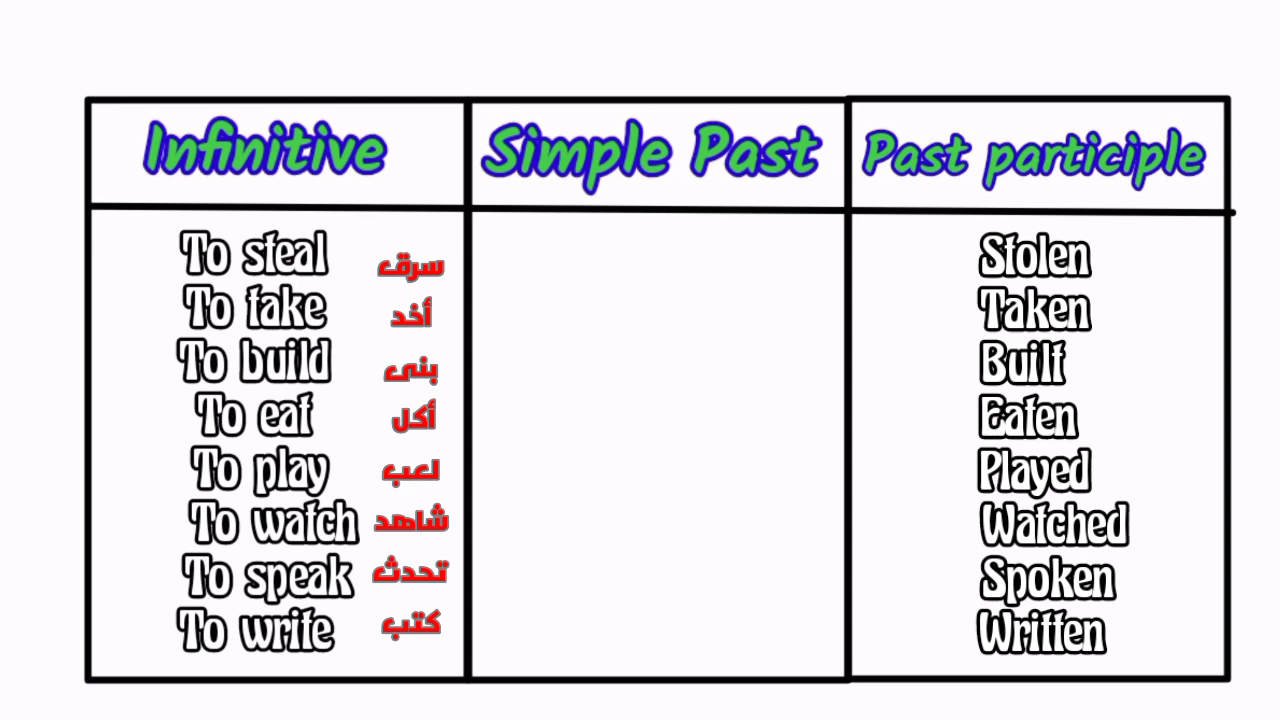 Infinitive Simple Past Past participle
To steal سرق Stolen
To take أخد Taken
To build بنى Built
To eat أكل Eaten
To play لعب Played
To watch شاهد Watched
To speak تحدث Spoken
To write كتب Written